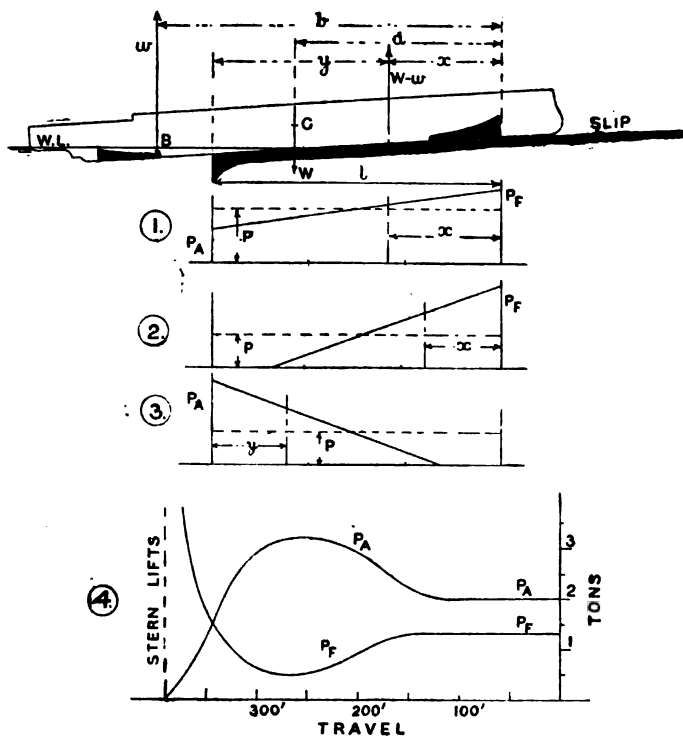 b
w
d
y
x
W-w
W.L.
B
G
SLIP
W
l
1.
PA
P
x
PF
2.
P
x
PF
3.
PA
y
P
4.
STERN LIFTS
PA
PF
PA
PF
3
2
1
TONS
300' 200' 100'
TRAVEL